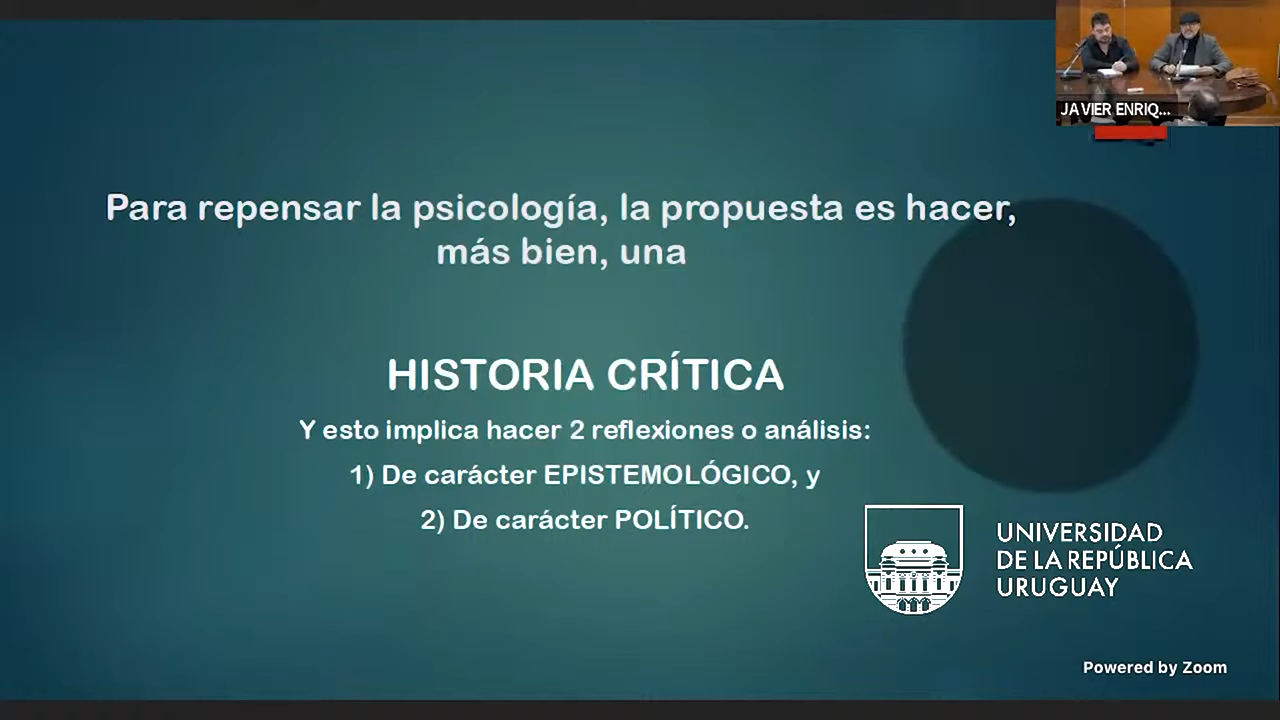 JAVIER ENRIQ...
Para repensar la psicología, la propuesta es hacer,
más bien, una
HISTORIA CRÍTICA
Y esto implica hacer 2 reflexiones o análisis:
1) De carácter EPISTEMOLÓGICO, y
2) De carácter POLÍTICO.
UNIVERSIDAD
DE LA REPÚBLICA
URUGUAY
Powered by Zoom